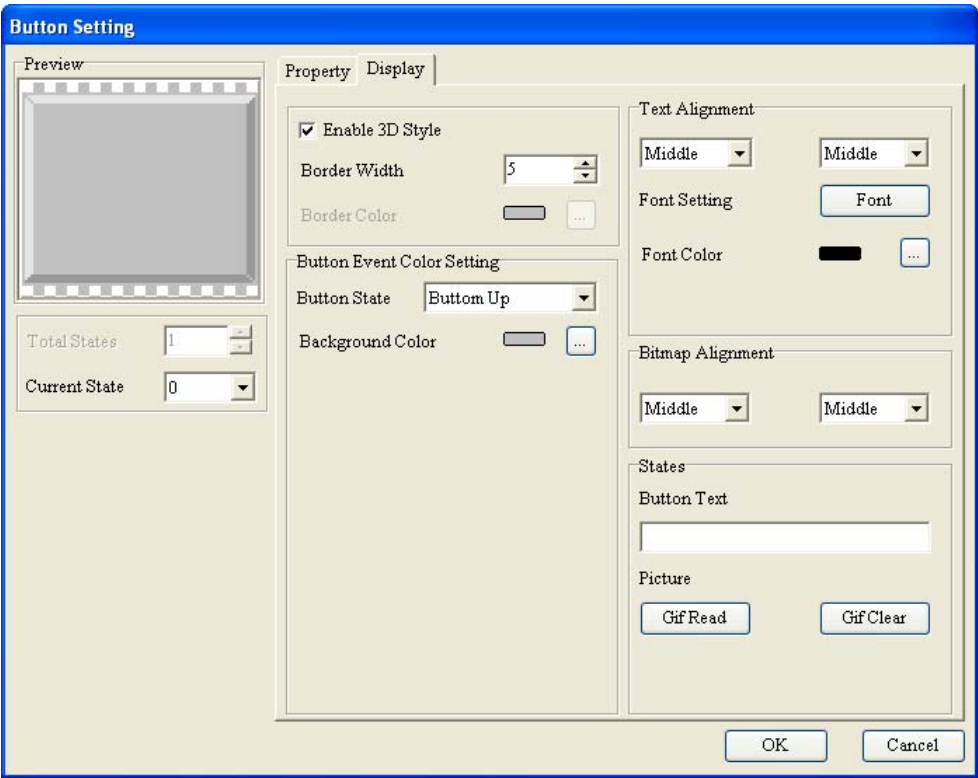 Button Setting
Preview
Total States
1
Current State
0
Property
Display
Enable 3D Style
Border Width
5
Border Color
...
Button Event Color Setting
Button State
Buttom Up
Background Color
...
Text Alignment
Middle
Middle
Font Setting
Font
Font Color
...
Bitmap Alignment
Middle
Middle
States
Button Text
Picture
Gif Read
Gif Clear
OK
Cancel